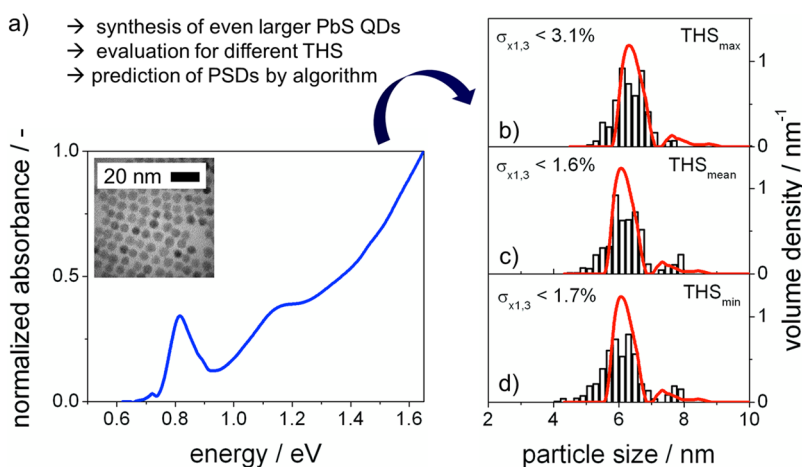 a)
→ synthesis of even larger PbS QDs
→ evaluation for different THS
→ prediction of PSDs by algorithm
normalized absorbance / -
1.0
0.5
0.0
20 nm
0.6 0.8 1.0 1.2 1.4 1.6
energy / eV
σx1,3 < 3.1% THSmax
b)
1
0
σx1,3 < 1.6% THSmean
c)
1
0
σx1,3 < 1.7% THSmin
d)
1
0
volume density / nm-1
2 4 6 8 10
particle size / nm